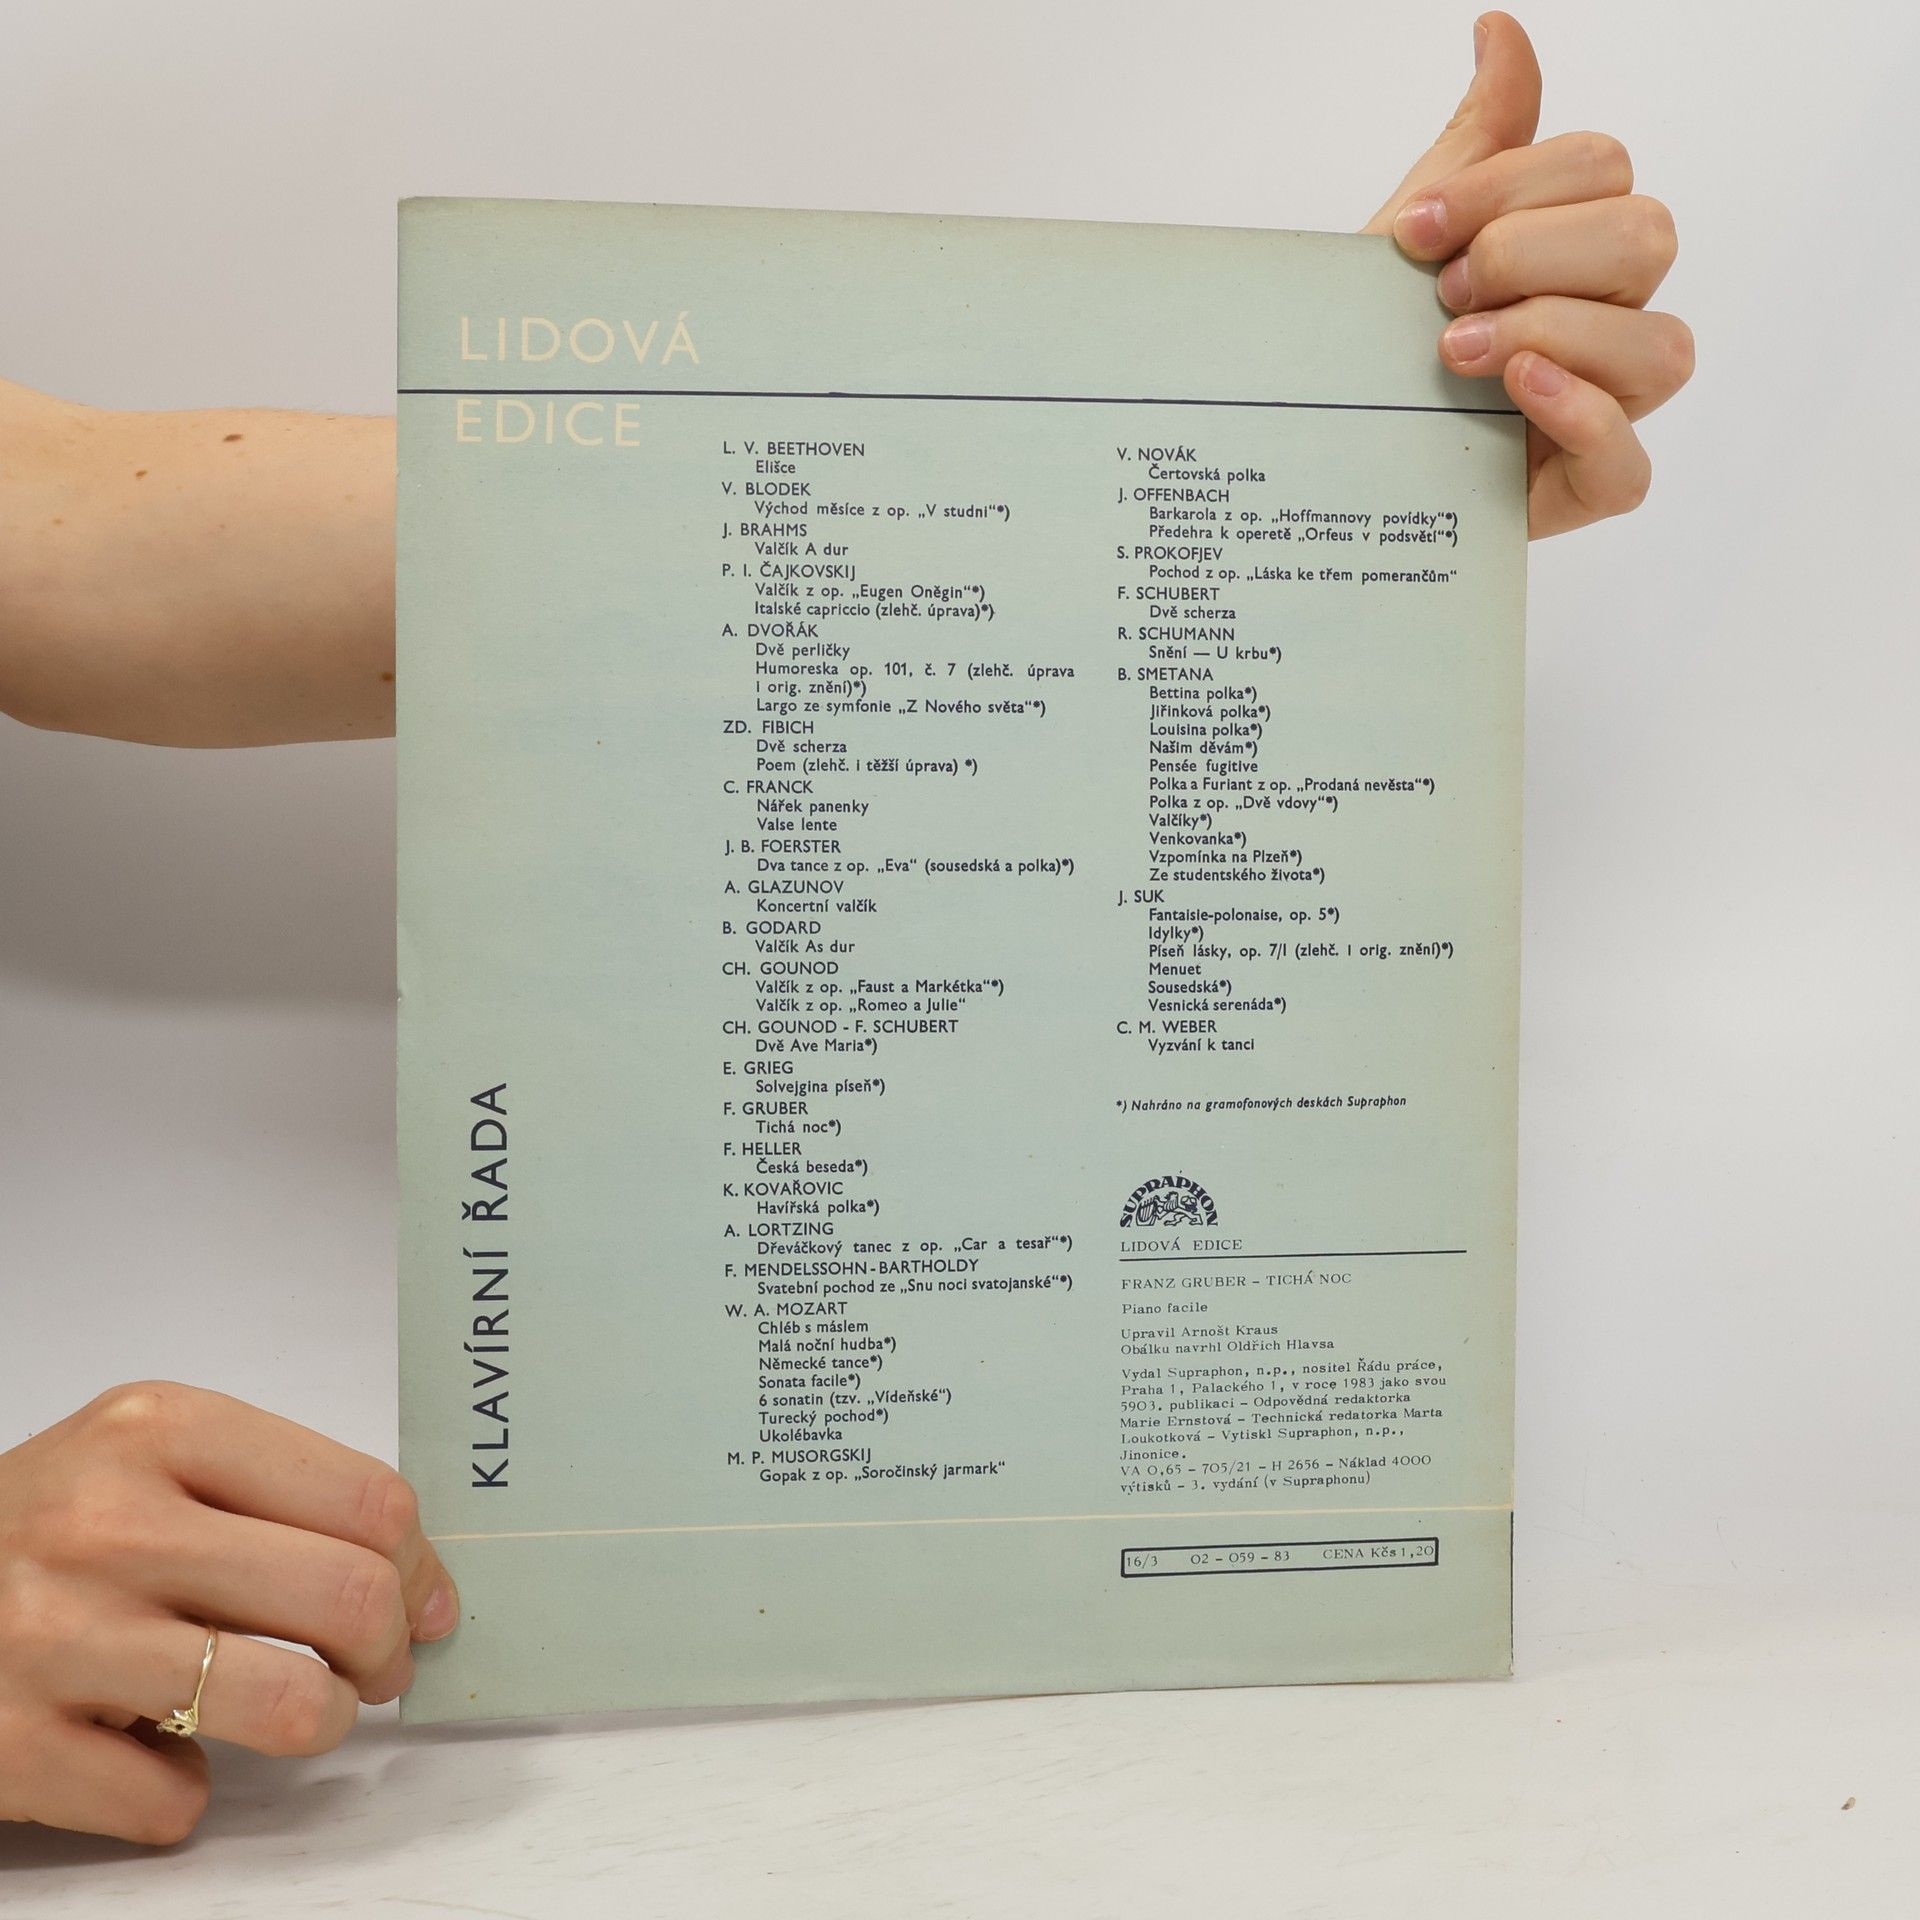 LIDOVÁ
EDICE
KLAVÍRNÍ ŘADA
L. V. BEETHOVEN
Elišce
V. BLODEK
Východ měsíce z op. „V studni“*)
J. BRAHMS
Valčík A dur
P. I. ČAJKOVSKIJ
Valčík z op. „Eugen Oněgin“*)
Italské capriccio (zlehč. úprava)*)
A. DVOŘÁK
Dvě perličky
Humoreska op. 101, č. 7 (zlehč. úprava
i orig. znění)*)
Largo ze symfonie „Z Nového světa“*)
ZD. FIBICH
Dvě scherza
Poem (zlehč. i těžší úprava) *)
C. FRANCK
Nářek panenky
Valse lente
J. B. FOERSTER
Dva tance z op. „Eva“ (sousedská a polka)*)
A. GLAZUNOV
Koncertní valčík
B. GODARD
Valčík As dur
CH. GOUNOD
Valčík z op. „Faust a Markétka“*)
Valčík z op. „Romeo a Julie“
CH. GOUNOD - F. SCHUBERT
Dvě Ave Maria*)
E. GRIEG
Solvejgina píseň*)
F. GRUBER
Tichá noc*)
F. HELLER
Česká beseda*)
K. KOVAŘOVIC
Havířská polka*)
A. LORTZING
Dřeváčkový tanec z op. „Car a tesař“*)
F. MENDELSSOHN-BARTHOLDY
Svatební pochod ze „Snu noci svatojanské“*)
W. A. MOZART
Chléb s máslem
Malá noční hudba*)
Německé tance*)
Sonata facile*)
6 sonatin (tzv. „Vídeňské“)
Turecký pochod*)
Ukolébavka
M. P. MUSORGSKIJ
Gopak z op. „Soročinský jarmark“
V. NOVÁK
Čertovská polka
J. OFFENBACH
Barkarola z op. „Hoffmannovy povídky“*)
Předehra k operetě „Orfeus v podsvětí“*)
S. PROKOFJEV
Pochod z op. „Láska ke třem pomerančům“
F. SCHUBERT
Dvě scherza
R. SCHUMANN
Snění — U krbu*)
B. SMETANA
Bettina polka*)
Jiřinková polka*)
Louisina polka*)
Našim děvám*)
Pensée fugitive
Polka a Furiant z op. „Prodaná nevěsta“*)
Polka z op. „Dvě vdovy“*)
Valčíky*)
Venkovanka*)
Vzpomínka na Plzeň*)
Ze studentského života*)
J. SUK
Fantaisie-polonaise, op. 5*)
Idylky*)
Píseň lásky, op. 7/I (zlehč. i orig. znění)*)
Menuet
Sousedská*)
Vesnická serenáda*)
C. M. WEBER
Vyzvání k tanci
*) Nahráno na gramofonových deskách Supraphon
SUPRAPHON
LIDOVÁ EDICE
FRANZ GRUBER - TICHÁ NOC
Piano facile
Upravil Arnošt Kraus
Obálku navrhl Oldřich Hlavsa
Vydal Supraphon, n.p., nositel Řádu práce,
Praha 1, Palackého 1, v roce 1983 jako svou
5903. publikaci - Odpovědná redaktorka
Marie Ernstová - Technická redatorka Marta
Loukotková - Vytiskl Supraphon, n.p.,
Jinonice.
VA 0,65 - 705/21 - H 2656 - Náklad 4000
výtisků - 3. vydání (v Supraphonu)
16/3 02 - 059 - 83 CENA Kčs 1,20